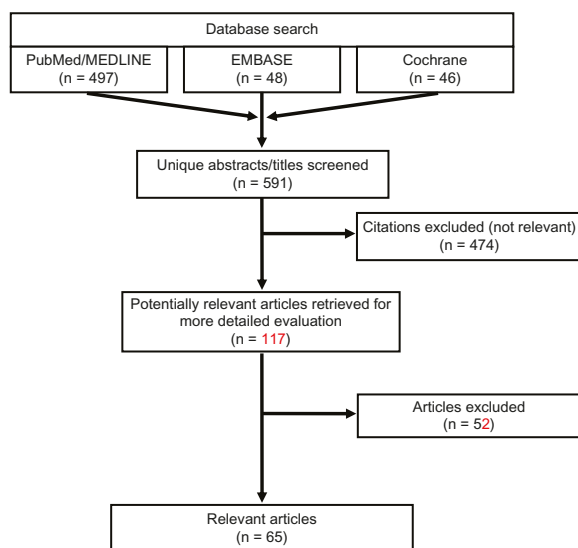 Database search
PubMed/MEDLINE
(n = 497)
EMBASE
(n = 48)
Cochrane
(n = 46)
Unique abstracts/titles screened
(n = 591)
Citations excluded (not relevant)
(n = 474)
Potentially relevant articles retrieved for
more detailed evaluation
(n = 117)
Articles excluded
(n = 52)
Relevant articles
n = 65)